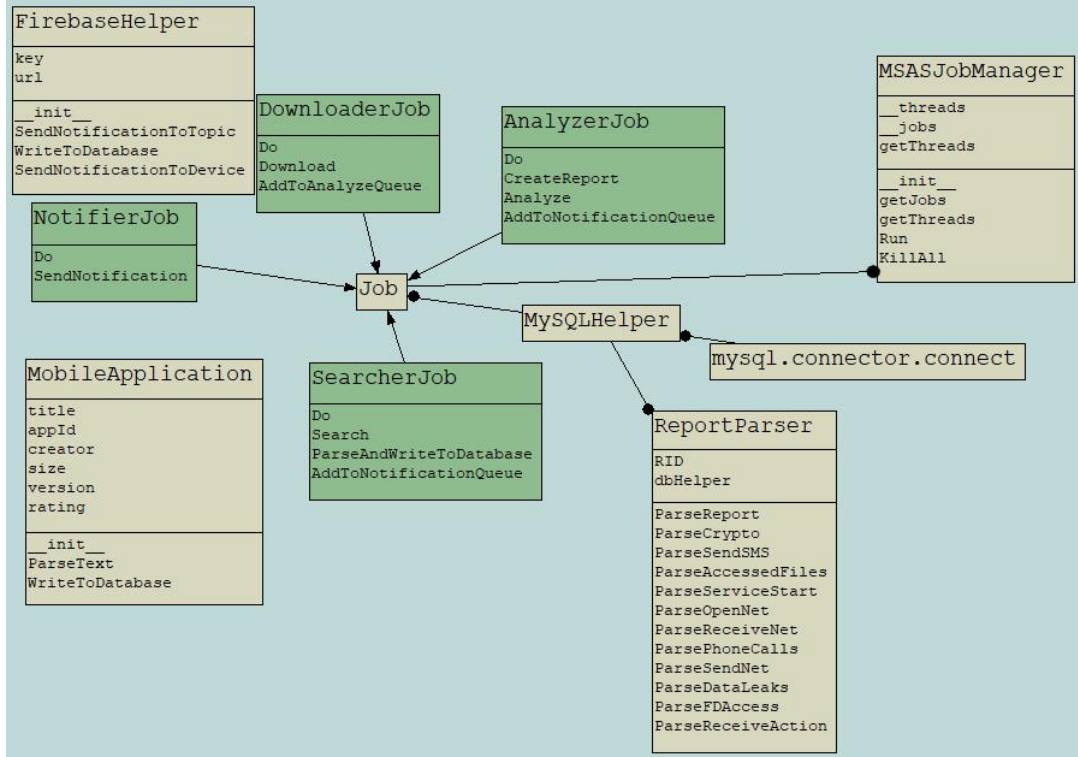 FirebaseHelper
key
url
__init__
SendNotificationToTopic
WriteToDatabase
SendNotificationToDevice
DownloaderJob
Do
Download
AddToAnalyzeQueue
AnalyzerJob
Do
CreateReport
Analyze
AddToNotificationQueue
MSASJobManager
__threads
__jobs
getThreads
__init__
getJobs
getThreads
Run
KillAll
NotifierJob
Do
SendNotification
Job
MySQLHelper
mysql.connector.connect
MobileApplication
title
appId
creator
size
version
rating
__init__
ParseText
WriteToDatabase
SearcherJob
Do
Search
ParseAndWriteToDatabase
AddToNotificationQueue
ReportParser
RID
dbHelper
ParseReport
ParseCrypto
ParseSendSMS
ParseAccessedFiles
ParseServiceStart
ParseOpenNet
ParseReceiveNet
ParsePhoneCalls
ParseSendNet
ParseDataLeaks
ParseFDAccess
ParseReceiveAction